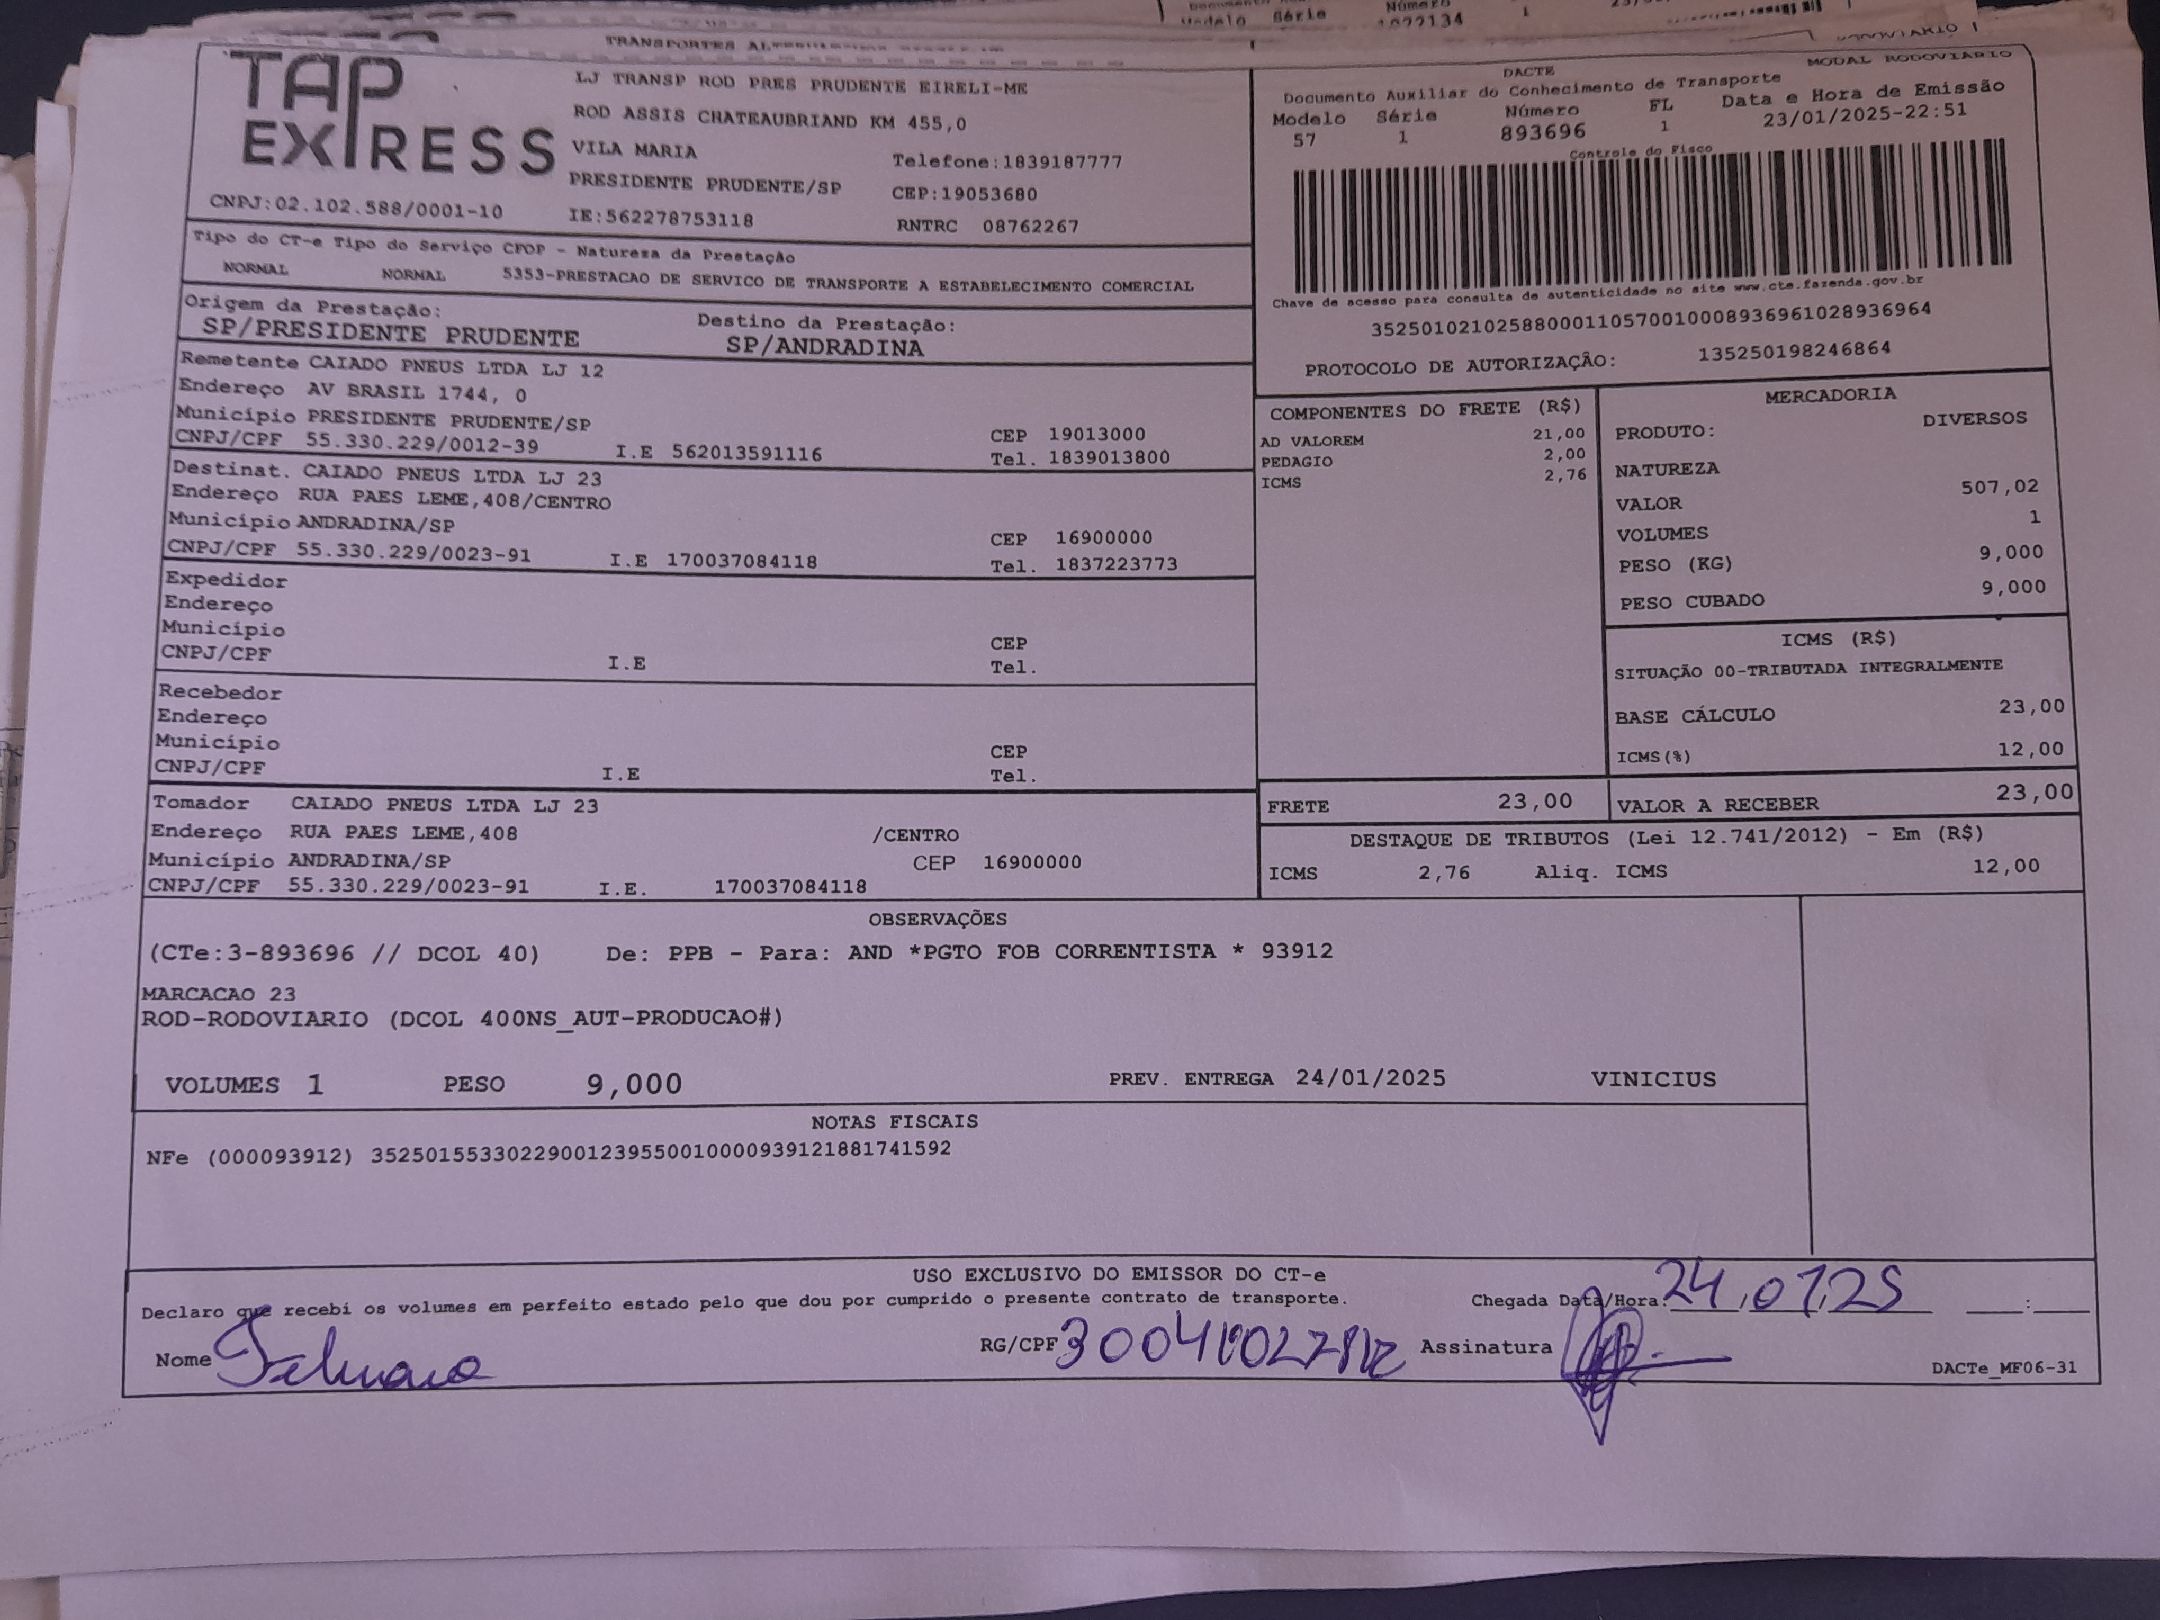 Modelo Série Número
1022134 1
TAP
EXPRESS
CNPJ:02.102.588/0001-10
LJ TRANSP ROD PRES PRUDENTE EIRELI-ME
ROD ASSIS CHATEAUBRIAND KM 455,0
VILA MARIA Telefone:1839187777
PRESIDENTE PRUDENTE/SP CEP:19053680
IE:562278753118 RNTRC 08762267
Tipo do CT-e Tipo do Serviço CFOP - Natureza da Prestação
NORMAL NORMAL 5353-PRESTACAO DE SERVICO DE TRANSPORTE A ESTABELECIMENTO COMERCIAL
Origem da Prestação: Destino da Prestação:
SP/PRESIDENTE PRUDENTE SP/ANDRADINA
DACTE MODAL RODOVIARIO
Documento Auxiliar do Conhecimento de Transporte
Modelo Série Número FL Data e Hora de Emissão
57 1 893696 1 23/01/2025-22:51
Controle do Fisco
Chave de acesso para consulta de autenticidade no site www.cte.fazenda.gov.br
35250102102588000110570010008936961028936964
PROTOCOLO DE AUTORIZAÇÃO: 135250198246864
Remetente CAIADO PNEUS LTDA LJ 12
Endereço AV BRASIL 1744, 0
Município PRESIDENTE PRUDENTE/SP CEP 19013000
CNPJ/CPF 55.330.229/0012-39 I.E 562013591116 Tel. 1839013800
Destinat. CAIADO PNEUS LTDA LJ 23
Endereço RUA PAES LEME,408/CENTRO
Município ANDRADINA/SP CEP 16900000
CNPJ/CPF 55.330.229/0023-91 I.E 170037084118 Tel. 1837223773
Expedidor
Endereço
Município CEP
CNPJ/CPF I.E Tel.
Recebedor
Endereço
Município CEP
CNPJ/CPF I.E Tel.
Tomador CAIADO PNEUS LTDA LJ 23
Endereço RUA PAES LEME,408 /CENTRO
Município ANDRADINA/SP CEP 16900000
CNPJ/CPF 55.330.229/0023-91 I.E. 170037084118
COMPONENTES DO FRETE (R$)
AD VALOREM 21,00
PEDAGIO 2,00
ICMS 2,76
MERCADORIA
PRODUTO: DIVERSOS
NATUREZA
VALOR 507,02
VOLUMES 1
PESO (KG) 9,000
PESO CUBADO 9,000
ICMS (R$)
SITUAÇÃO 00-TRIBUTADA INTEGRALMENTE
BASE CÁLCULO 23,00
ICMS(%) 12,00
FRETE 23,00 VALOR A RECEBER 23,00
DESTAQUE DE TRIBUTOS (Lei 12.741/2012) - Em (R$)
ICMS 2,76 Aliq. ICMS 12,00
OBSERVAÇÕES
(CTe:3-893696 // DCOL 40) De: PPB - Para: AND *PGTO FOB CORRENTISTA * 93912
MARCACAO 23
ROD-RODOVIARIO (DCOL 400NS_AUT-PRODUCAO#)
VOLUMES 1 PESO 9,000 PREV. ENTREGA 24/01/2025 VINICIUS
NOTAS FISCAIS
NFe (000093912) 35250155330229001239550010000939121881741592
USO EXCLUSIVO DO EMISSOR DO CT-e
Declaro que recebi os volumes em perfeito estado pelo que dou por cumprido o presente contrato de transporte. Chegada Data/Hora: 24,01,25 :
Nome RG/CPF Assinatura
DACTe_MF06-31